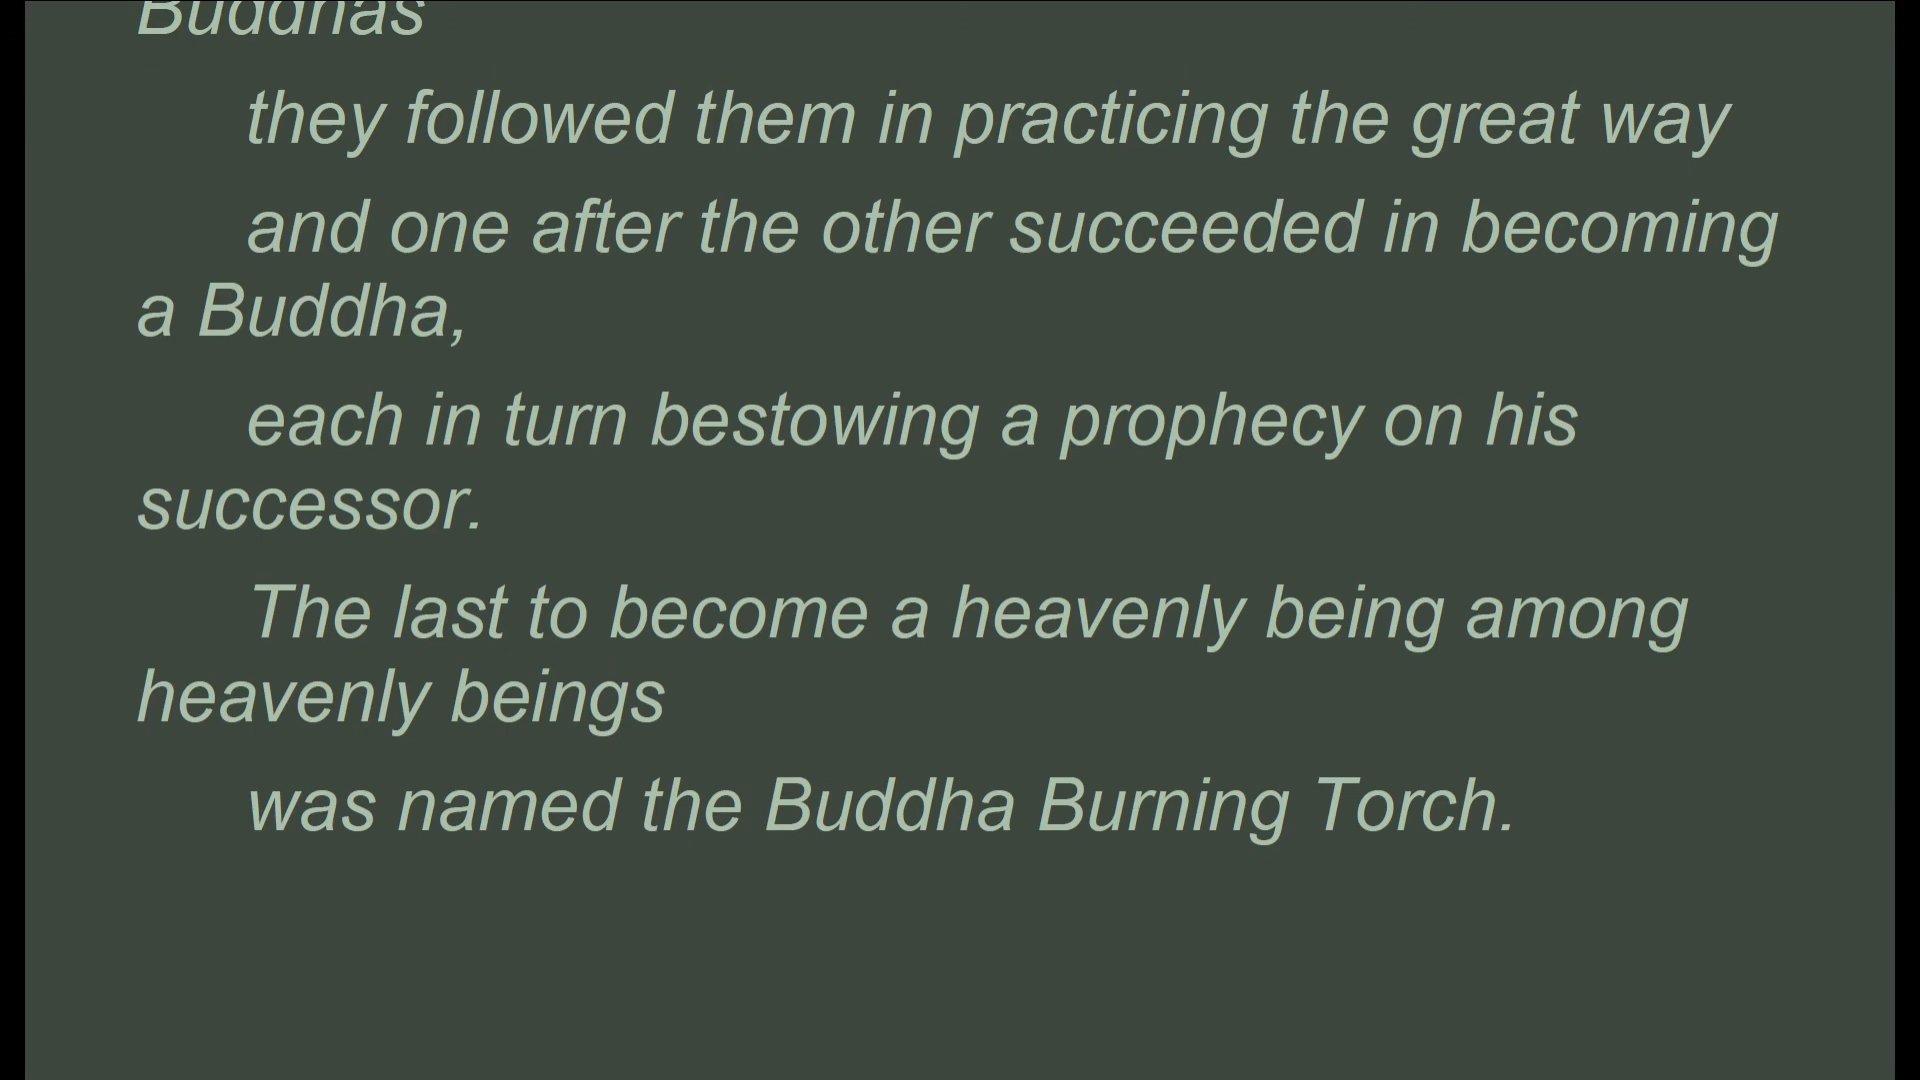 Buddhas
they followed them in practicing the great way
and one after the other succeeded in becoming
a Buddha,
each in turn bestowing a prophecy on his
successor.
The last to become a heavenly being among
heavenly beings
was named the Buddha Burning Torch.